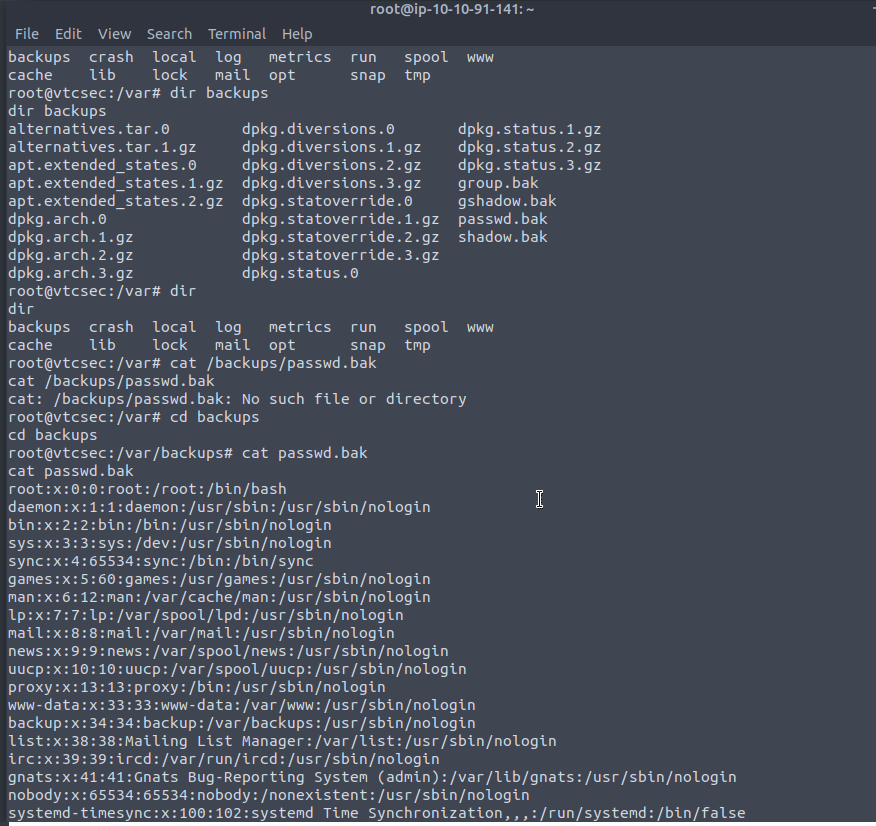 root@ip-10-10-91-141: ~
File Edit View Search Terminal Help
backups  crash  local  log   metrics  run   spool  www
cache    lib    lock   mail  opt      snap  tmp
root@vtcsec:/var# dir backups
dir backups
alternatives.tar.0        dpkg.diversions.0       dpkg.status.1.gz
alternatives.tar.1.gz     dpkg.diversions.1.gz    dpkg.status.2.gz
apt.extended_states.0     dpkg.diversions.2.gz    dpkg.status.3.gz
apt.extended_states.1.gz  dpkg.diversions.3.gz    group.bak
apt.extended_states.2.gz  dpkg.statoverride.0     gshadow.bak
dpkg.arch.0               dpkg.statoverride.1.gz  passwd.bak
dpkg.arch.1.gz            dpkg.statoverride.2.gz  shadow.bak
dpkg.arch.2.gz            dpkg.statoverride.3.gz
dpkg.arch.3.gz            dpkg.status.0
root@vtcsec:/var# dir
dir
backups  crash  local  log   metrics  run   spool  www
cache    lib    lock   mail  opt      snap  tmp
root@vtcsec:/var# cat /backups/passwd.bak
cat /backups/passwd.bak
cat: /backups/passwd.bak: No such file or directory
root@vtcsec:/var# cd backups
cd backups
root@vtcsec:/var/backups# cat passwd.bak
cat passwd.bak
root:x:0:0:root:/root:/bin/bash
daemon:x:1:1:daemon:/usr/sbin:/usr/sbin/nologin
bin:x:2:2:bin:/bin:/usr/sbin/nologin
sys:x:3:3:sys:/dev:/usr/sbin/nologin
sync:x:4:65534:sync:/bin:/bin/sync
games:x:5:60:games:/usr/games:/usr/sbin/nologin
man:x:6:12:man:/var/cache/man:/usr/sbin/nologin
lp:x:7:7:lp:/var/spool/lpd:/usr/sbin/nologin
mail:x:8:8:mail:/var/mail:/usr/sbin/nologin
news:x:9:9:news:/var/spool/news:/usr/sbin/nologin
uucp:x:10:10:uucp:/var/spool/uucp:/usr/sbin/nologin
proxy:x:13:13:proxy:/bin:/usr/sbin/nologin
www-data:x:33:33:www-data:/var/www:/usr/sbin/nologin
backup:x:34:34:backup:/var/backups:/usr/sbin/nologin
list:x:38:38:Mailing List Manager:/var/list:/usr/sbin/nologin
irc:x:39:39:ircd:/var/run/ircd:/usr/sbin/nologin
gnats:x:41:41:Gnats Bug-Reporting System (admin):/var/lib/gnats:/usr/sbin/nologin
nobody:x:65534:65534:nobody:/nonexistent:/usr/sbin/nologin
systemd-timesync:x:100:102:systemd Time Synchronization,,,:/run/systemd:/bin/false